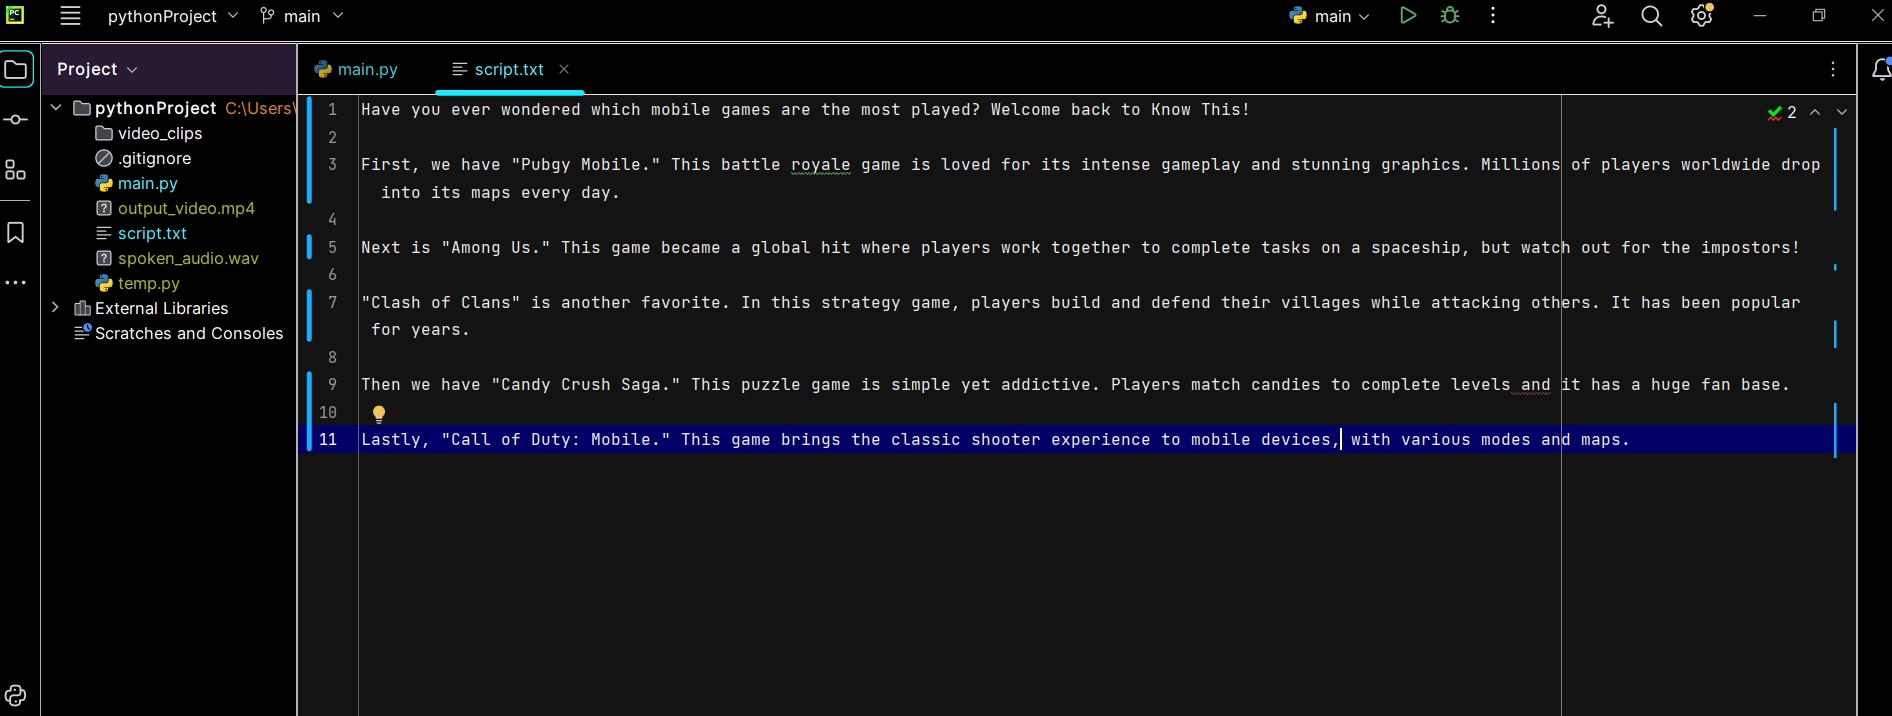 PC
pythonProject
main
main
Project
main.py
script.txt
pythonProject C:\Users\
video_clips
.gitignore
main.py
output_video.mp4
script.txt
spoken_audio.wav
temp.py
External Libraries
Scratches and Consoles
2
1 Have you ever wondered which mobile games are the most played? Welcome back to Know This!
2
3 First, we have "Pubgy Mobile." This battle royale game is loved for its intense gameplay and stunning graphics. Millions of players worldwide drop
into its maps every day.
4
5 Next is "Among Us." This game became a global hit where players work together to complete tasks on a spaceship, but watch out for the impostors!
6
7 "Clash of Clans" is another favorite. In this strategy game, players build and defend their villages while attacking others. It has been popular
for years.
8
9 Then we have "Candy Crush Saga." This puzzle game is simple yet addictive. Players match candies to complete levels and it has a huge fan base.
10
11 Lastly, "Call of Duty: Mobile." This game brings the classic shooter experience to mobile devices, with various modes and maps.